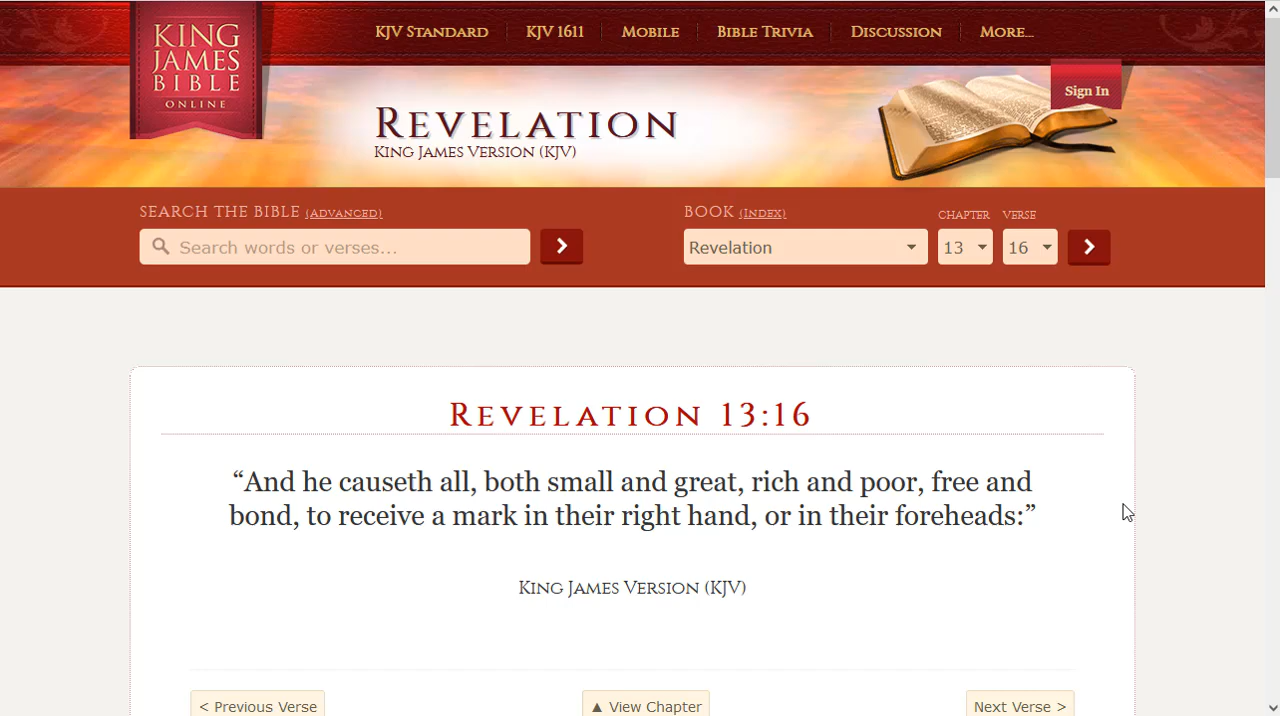 KING
JAMES
BIBLE
ONLINE
KJV STANDARD KJV 1611 MOBILE BIBLE TRIVIA DISCUSSION MORE...
Sign In
REVELATION
KING JAMES VERSION (KJV)
SEARCH THE BIBLE (ADVANCED) BOOK (INDEX) CHAPTER VERSE
Search words or verses... Revelation 13 16
REVELATION 13:16
“And he causeth all, both small and great, rich and poor, free and
bond, to receive a mark in their right hand, or in their foreheads:”
KING JAMES VERSION (KJV)
< Previous Verse ▲ View Chapter Next Verse >